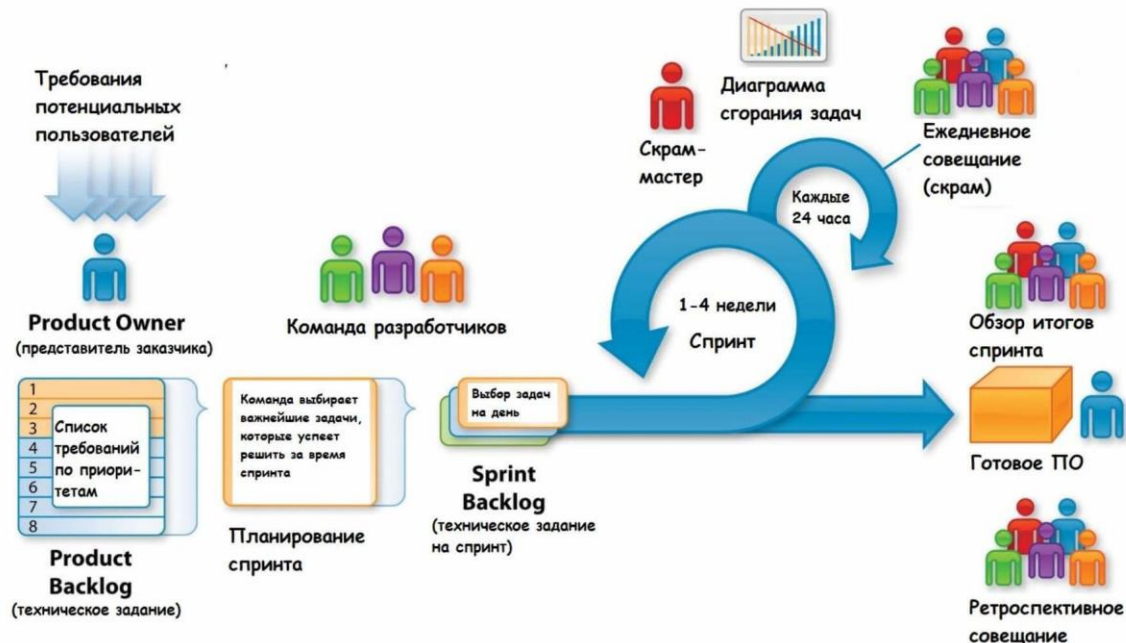 Требования
потенциальных
пользователей
Product Owner
(представитель заказчика)
1
2
3
4
5
6
7
8
Список
требований
по приори-
тетам
Product
Backlog
(техническое задание)
Команда разработчиков
Команда выбирает
важнейшие задачи,
которые успеет
решить за время
спринта
Планирование
спринта
Выбор задач
на день
Sprint
Backlog
(техническое задание
на спринт)
Скрам-
мастер
Диаграмма
сгорания задач
Ежедневное
совещание
(скрам)
Каждые
24 часа
1-4 недели
Спринт
Обзор итогов
спринта
Готовое ПО
Ретроспективное
совещание